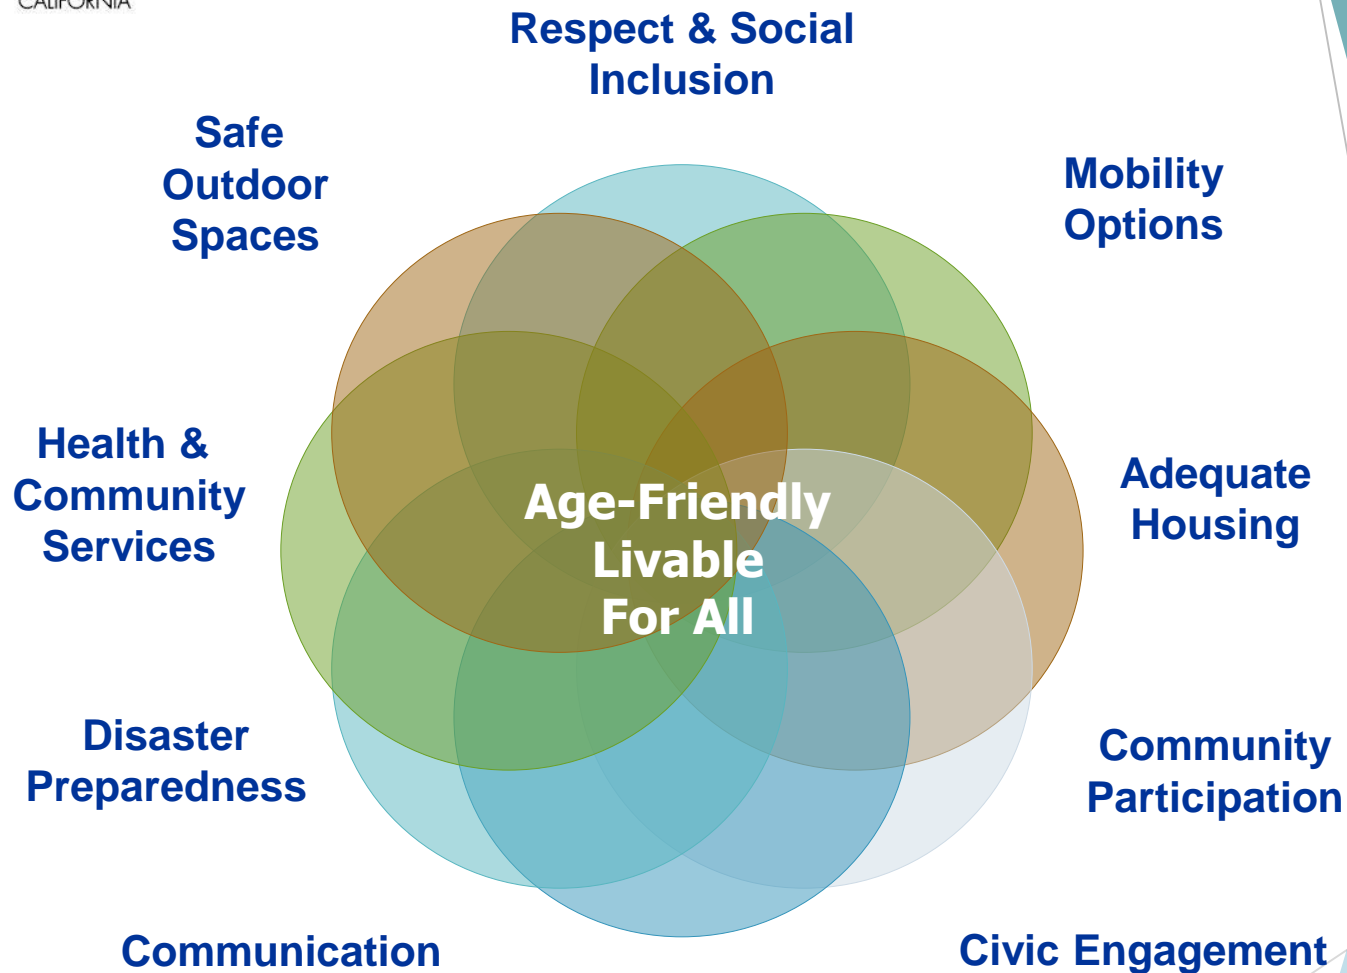 CALIFORNIA
Respect & Social
Inclusion
Safe
Outdoor
Spaces
Mobility
Options
Health &
Community
Services
Age-Friendly
Livable
For All
Adequate
Housing
Disaster
Preparedness
Community
Participation
Communication
Civic Engagement